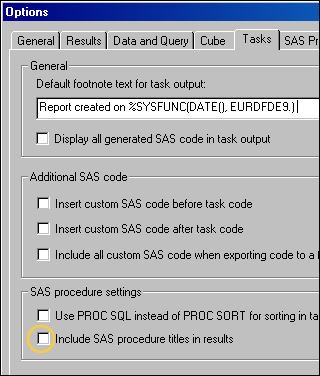 Options
General Results Data and Query Cube Tasks SAS Pr
General
Default footnote text for task output:
Report created on %SYSFUNC(DATE(), EURDFDE9.)
Display all generated SAS code in task output
Additional SAS code
Insert custom SAS code before task code
Insert custom SAS code after task code
Include all custom SAS code when exporting code to a f
SAS procedure settings
Use PROC SQL instead of PROC SORT for sorting in ta
Include SAS procedure titles in results